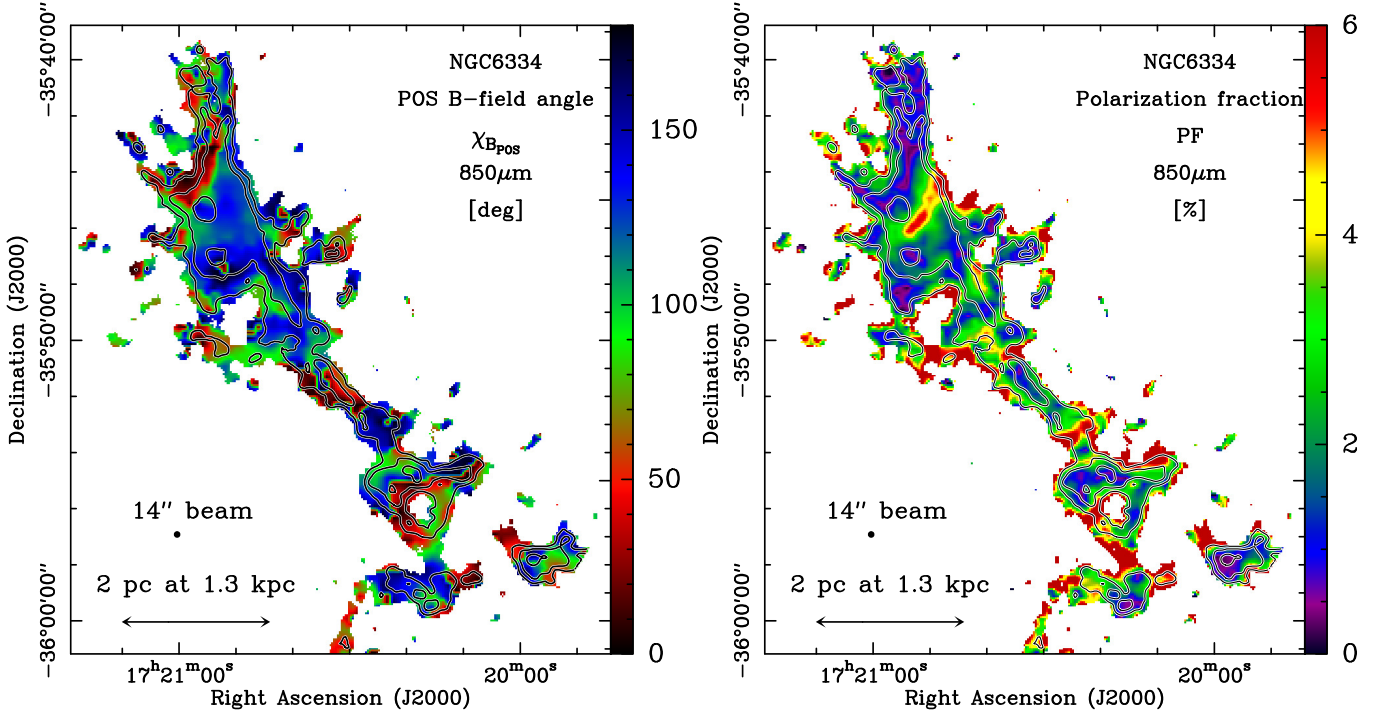 NGC6334
POS B-field angle
χB_POS
850μm
[deg]
−35°40′00″
−35°50′00″
−36°00′00″
Declination (J2000)
14″ beam
2 pc at 1.3 kpc
17h21m00s
20m00s
Right Ascension (J2000)
150
100
50
0
NGC6334
Polarization fraction
PF
850μm
[%]
−35°40′00″
−35°50′00″
−36°00′00″
Declination (J2000)
14″ beam
2 pc at 1.3 kpc
17h21m00s
20m00s
Right Ascension (J2000)
6
4
2
0